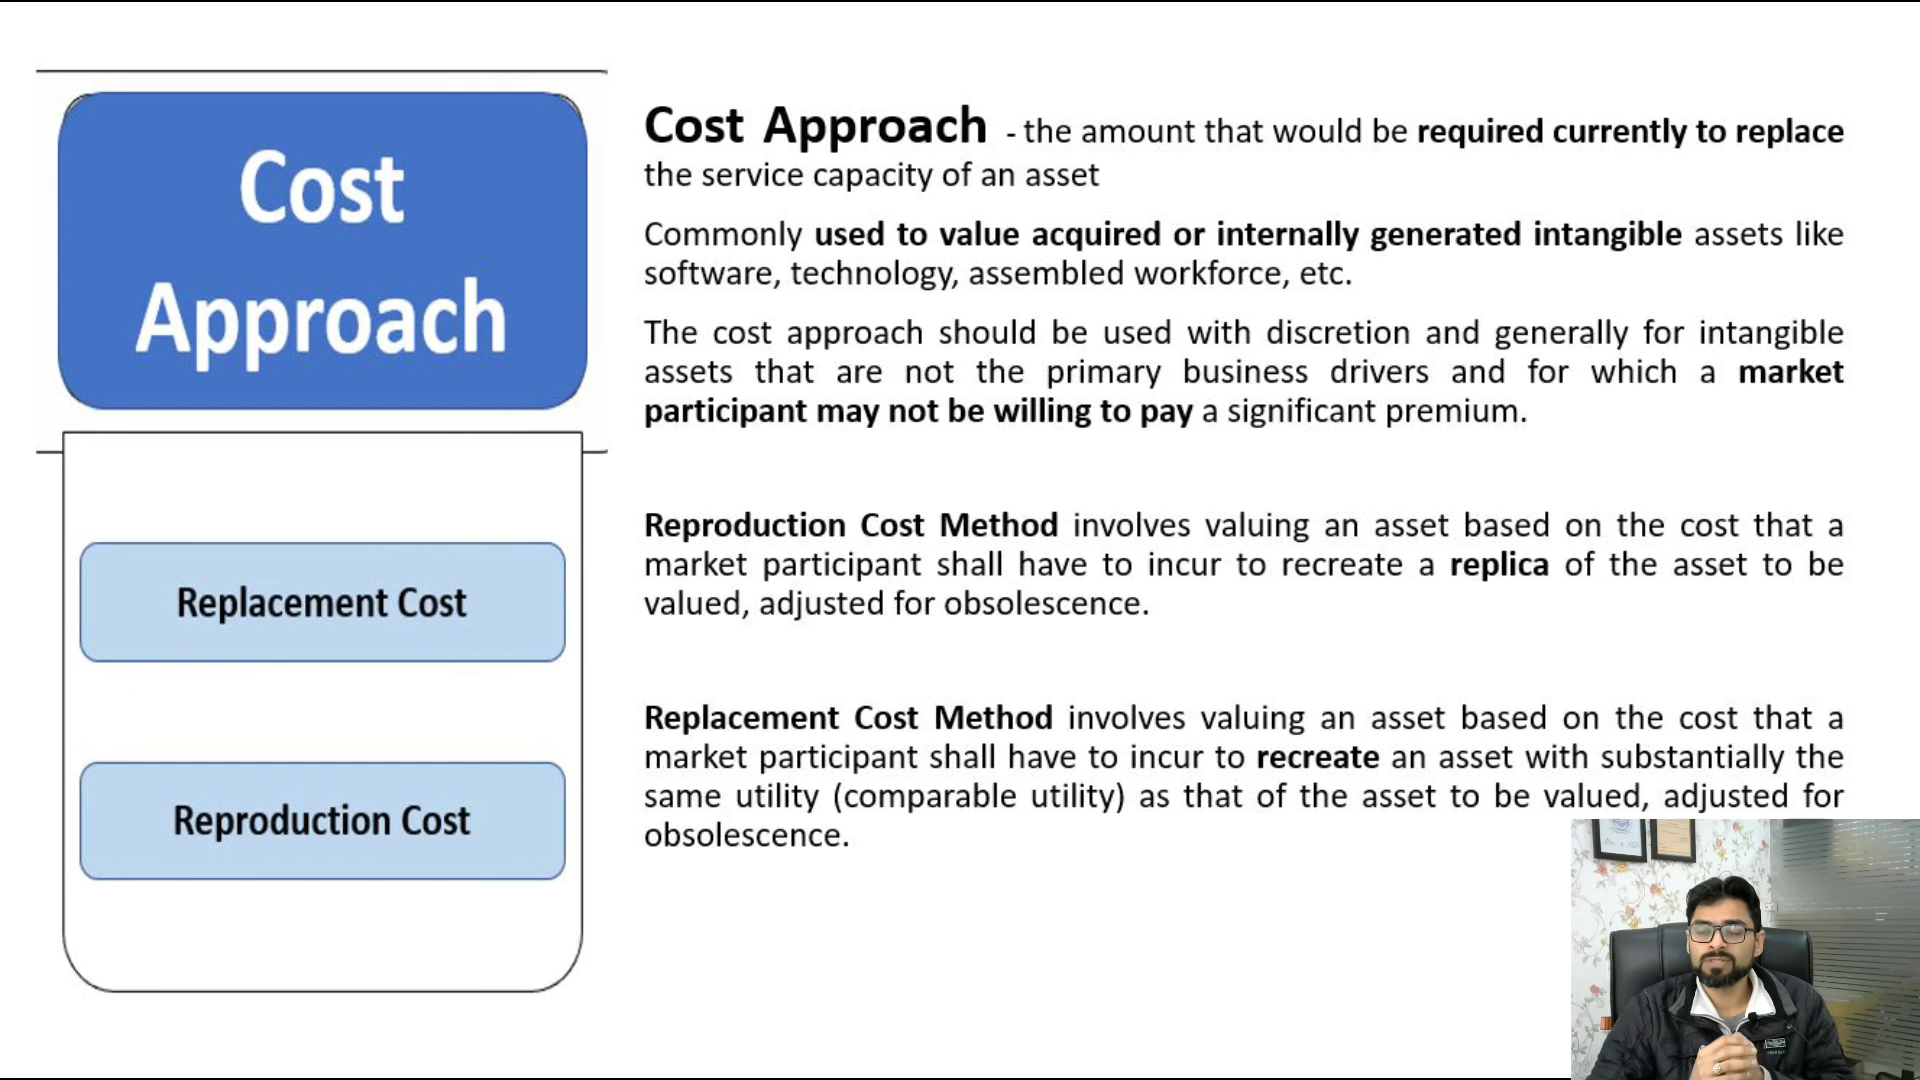 Cost
Approach
Replacement Cost
Reproduction Cost
Cost Approach - the amount that would be required currently to replace
the service capacity of an asset
Commonly used to value acquired or internally generated intangible assets like
software, technology, assembled workforce, etc.
The cost approach should be used with discretion and generally for intangible
assets that are not the primary business drivers and for which a market
participant may not be willing to pay a significant premium.
Reproduction Cost Method involves valuing an asset based on the cost that a
market participant shall have to incur to recreate a replica of the asset to be
valued, adjusted for obsolescence.
Replacement Cost Method involves valuing an asset based on the cost that a
market participant shall have to incur to recreate an asset with substantially the
same utility (comparable utility) as that of the asset to be valued, adjusted for
obsolescence.